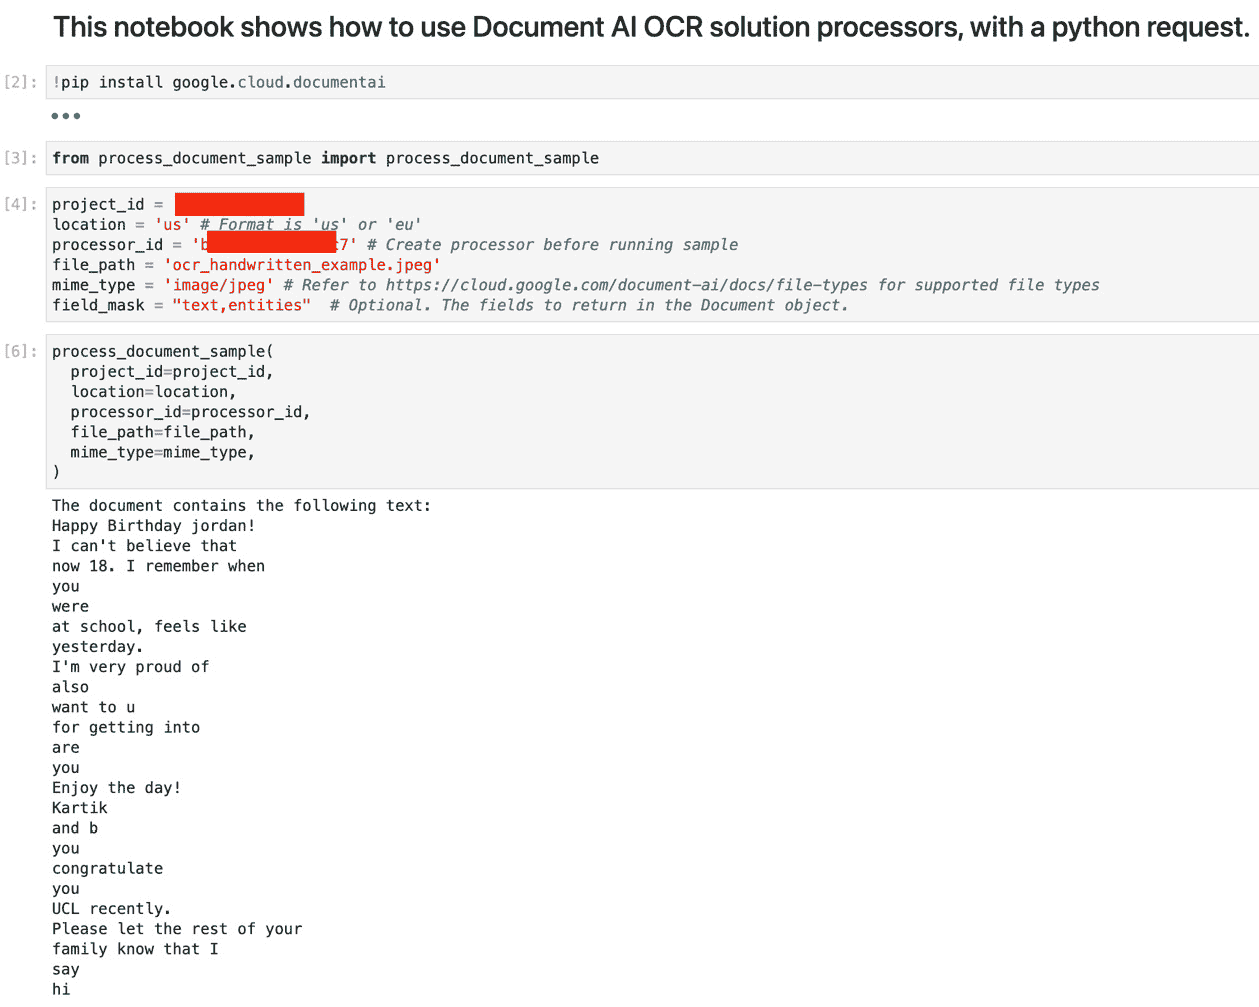 This notebook shows how to use Document AI OCR solution processors, with a python request.
[2]: !pip install google.cloud.documentai
•••
[3]: from process_document_sample import process_document_sample
[4]: project_id =
location = 'us' # Format is 'us' or 'eu'
processor_id = 'b 7' # Create processor before running sample
file_path = 'ocr_handwritten_example.jpeg'
mime_type = 'image/jpeg' # Refer to https://cloud.google.com/document-ai/docs/file-types for supported file types
field_mask = "text,entities"  # Optional. The fields to return in the Document object.
[6]: process_document_sample(
  project_id=project_id,
  location=location,
  processor_id=processor_id,
  file_path=file_path,
  mime_type=mime_type,
)
The document contains the following text:
Happy Birthday jordan!
I can't believe that
now 18. I remember when
you
were
at school, feels like
yesterday.
I'm very proud of
also
want to u
for getting into
are
you
Enjoy the day!
Kartik
and b
you
congratulate
you
UCL recently.
Please let the rest of your
family know that I
say
hi